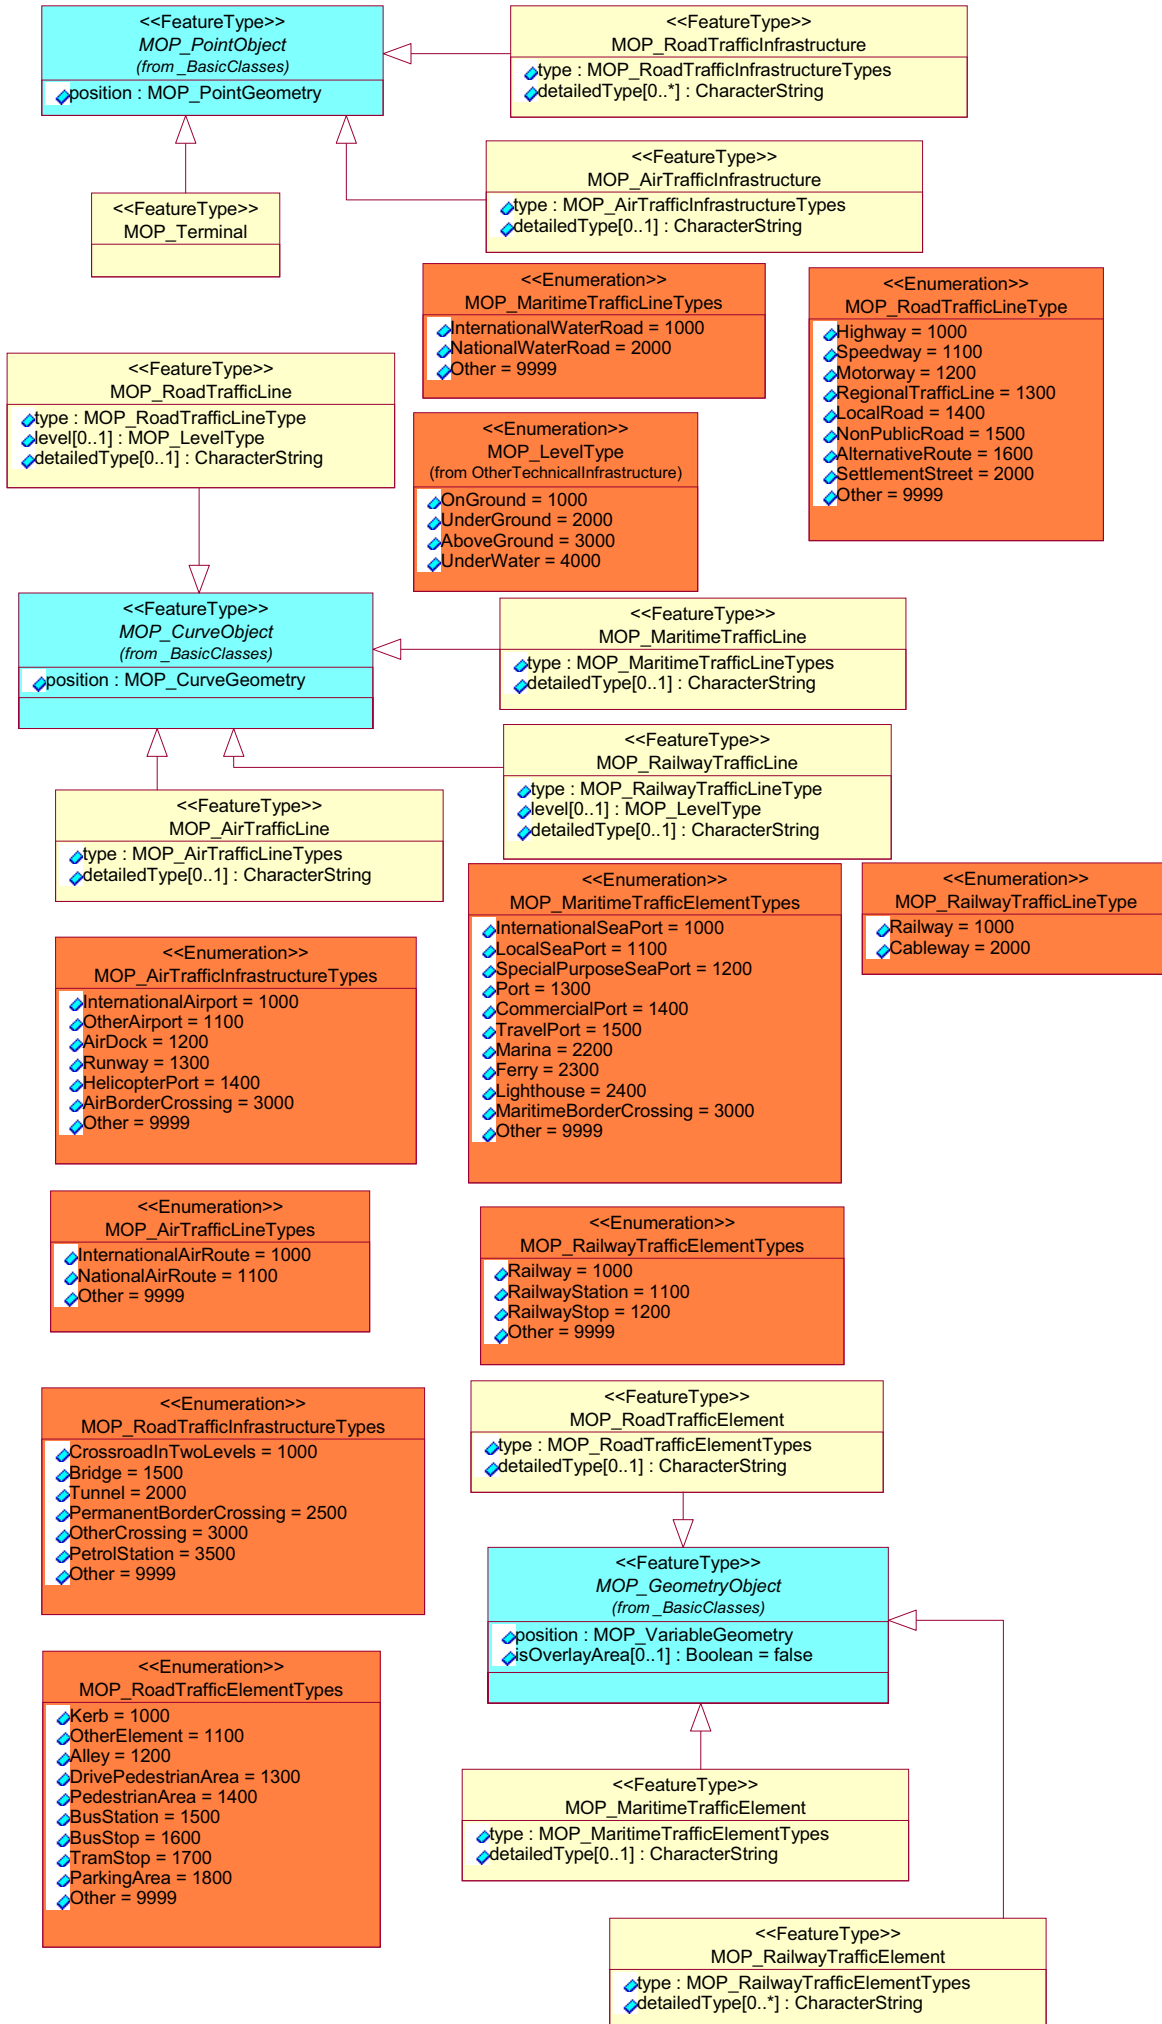 <<FeatureType>>
MOP_PointObject
(from _BasicClasses)
position : MOP_PointGeometry
<<FeatureType>>
MOP_RoadTrafficInfrastructure
type : MOP_RoadTrafficInfrastructureTypes
detailedType[0..*] : CharacterString
<<FeatureType>>
MOP_AirTrafficInfrastructure
type : MOP_AirTrafficInfrastructureTypes
detailedType[0..1] : CharacterString
<<FeatureType>>
MOP_Terminal
<<Enumeration>>
MOP_MaritimeTrafficLineTypes
InternationalWaterRoad = 1000
NationalWaterRoad = 2000
Other = 9999
<<Enumeration>>
MOP_RoadTrafficLineType
Highway = 1000
Speedway = 1100
Motorway = 1200
RegionalTrafficLine = 1300
LocalRoad = 1400
NonPublicRoad = 1500
AlternativeRoute = 1600
SettlementStreet = 2000
Other = 9999
<<FeatureType>>
MOP_RoadTrafficLine
type : MOP_RoadTrafficLineType
level[0..1] : MOP_LevelType
detailedType[0..1] : CharacterString
<<Enumeration>>
MOP_LevelType
(from OtherTechnicalInfrastructure)
OnGround = 1000
UnderGround = 2000
AboveGround = 3000
UnderWater = 4000
<<FeatureType>>
MOP_CurveObject
(from _BasicClasses)
position : MOP_CurveGeometry
<<FeatureType>>
MOP_MaritimeTrafficLine
type : MOP_MaritimeTrafficLineTypes
detailedType[0..1] : CharacterString
<<FeatureType>>
MOP_RailwayTrafficLine
type : MOP_RailwayTrafficLineType
level[0..1] : MOP_LevelType
detailedType[0..1] : CharacterString
<<FeatureType>>
MOP_AirTrafficLine
type : MOP_AirTrafficLineTypes
detailedType[0..1] : CharacterString
<<Enumeration>>
MOP_MaritimeTrafficElementTypes
InternationalSeaPort = 1000
LocalSeaPort = 1100
SpecialPurposeSeaPort = 1200
Port = 1300
CommercialPort = 1400
TravelPort = 1500
Marina = 2200
Ferry = 2300
Lighthouse = 2400
MaritimeBorderCrossing = 3000
Other = 9999
<<Enumeration>>
MOP_RailwayTrafficLineType
Railway = 1000
Cableway = 2000
<<Enumeration>>
MOP_AirTrafficInfrastructureTypes
InternationalAirport = 1000
OtherAirport = 1100
AirDock = 1200
Runway = 1300
HelicopterPort = 1400
AirBorderCrossing = 3000
Other = 9999
<<Enumeration>>
MOP_AirTrafficLineTypes
InternationalAirRoute = 1000
NationalAirRoute = 1100
Other = 9999
<<Enumeration>>
MOP_RailwayTrafficElementTypes
Railway = 1000
RailwayStation = 1100
RailwayStop = 1200
Other = 9999
<<Enumeration>>
MOP_RoadTrafficInfrastructureTypes
CrossroadInTwoLevels = 1000
Bridge = 1500
Tunnel = 2000
PermanentBorderCrossing = 2500
OtherCrossing = 3000
PetrolStation = 3500
Other = 9999
<<FeatureType>>
MOP_RoadTrafficElement
type : MOP_RoadTrafficElementTypes
detailedType[0..1] : CharacterString
<<FeatureType>>
MOP_GeometryObject
(from _BasicClasses)
position : MOP_VariableGeometry
isOverlayArea[0..1] : Boolean = false
<<Enumeration>>
MOP_RoadTrafficElementTypes
Kerb = 1000
OtherElement = 1100
Alley = 1200
DrivePedestrianArea = 1300
PedestrianArea = 1400
BusStation = 1500
BusStop = 1600
TramStop = 1700
ParkingArea = 1800
Other = 9999
<<FeatureType>>
MOP_MaritimeTrafficElement
type : MOP_MaritimeTrafficElementTypes
detailedType[0..1] : CharacterString
<<FeatureType>>
MOP_RailwayTrafficElement
type : MOP_RailwayTrafficElementTypes
detailedType[0..*] : CharacterString